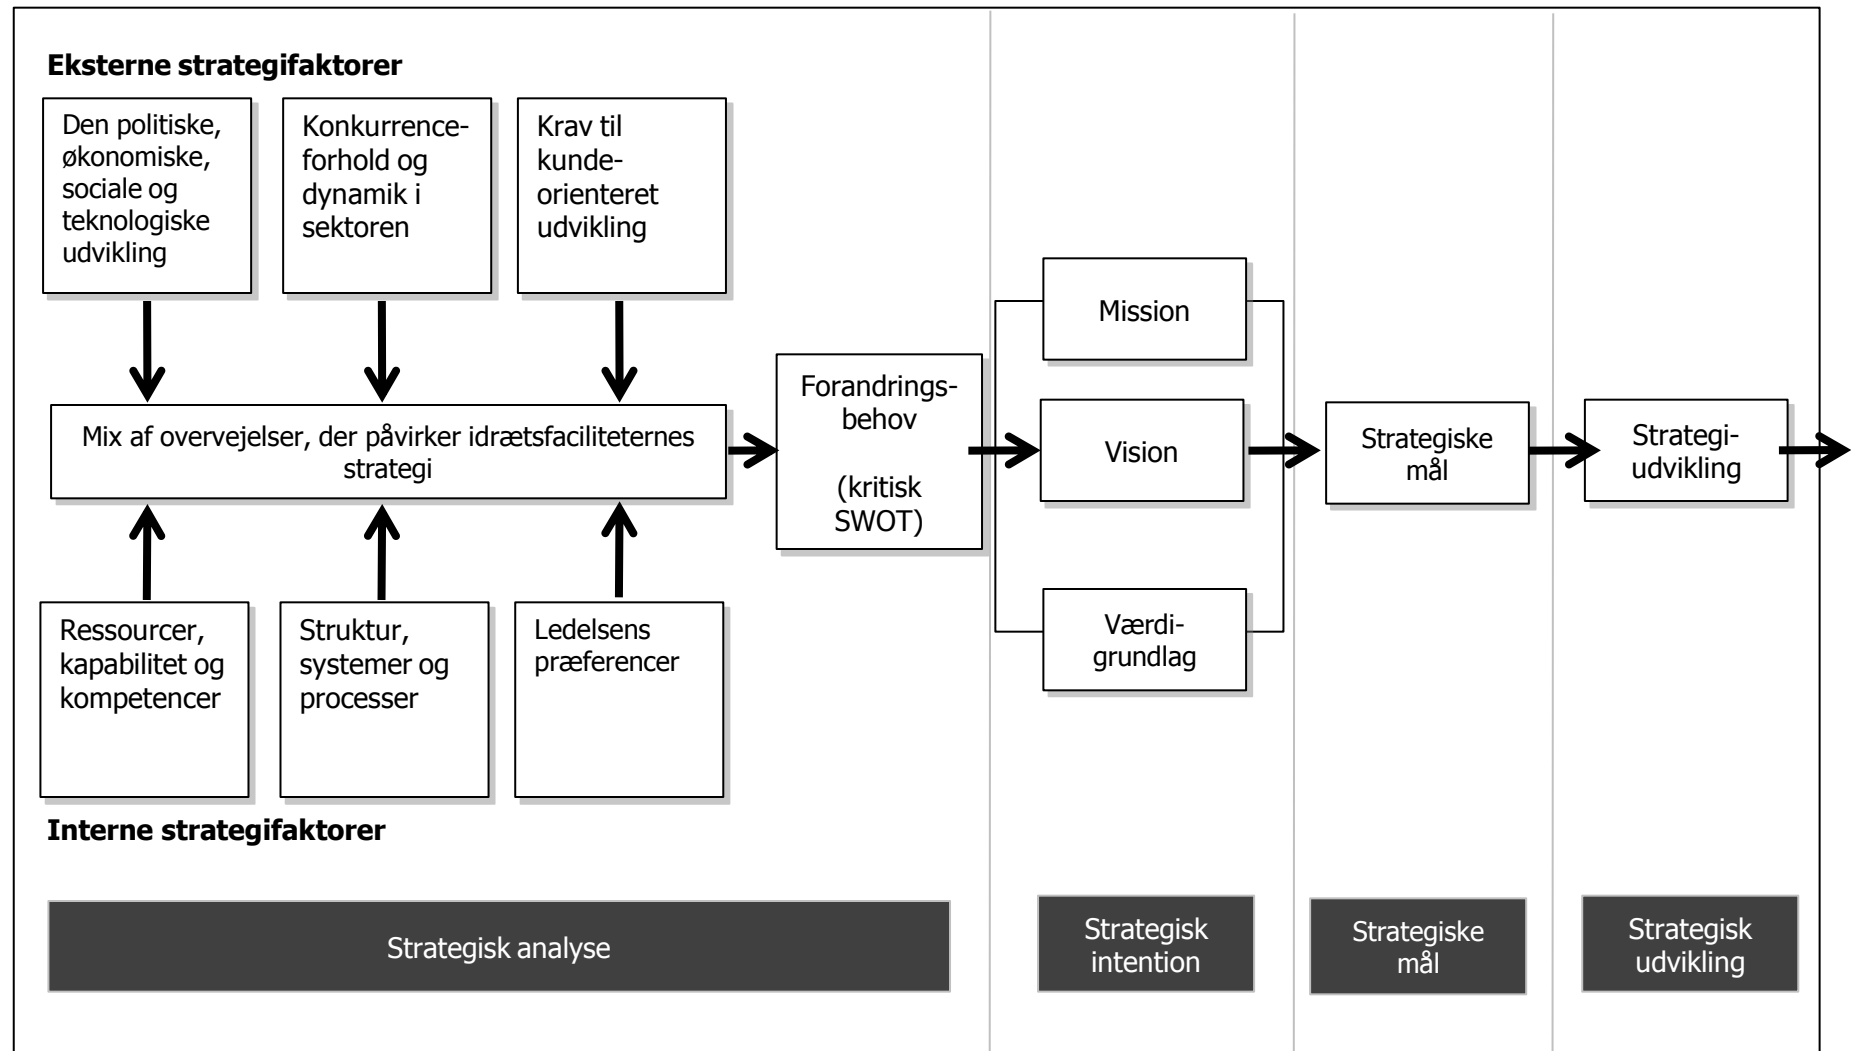 Eksterne strategifaktorer
Den politiske,
økonomiske,
sociale og
teknologiske
udvikling
Konkurrence-
forhold og
dynamik i
sektoren
Krav til
kunde-
orienteret
udvikling
Mix af overvejelser, der påvirker idrætsfaciliteternes
strategi
Ressourcer,
kapabilitet og
kompetencer
Struktur,
systemer og
processer
Ledelsens
præferencer
Interne strategifaktorer
Forandrings-
behov
(kritisk
SWOT)
Mission
Vision
Værdi-
grundlag
Strategiske
mål
Strategi-
udvikling
Strategisk analyse
Strategisk
intention
Strategiske
mål
Strategisk
udvikling